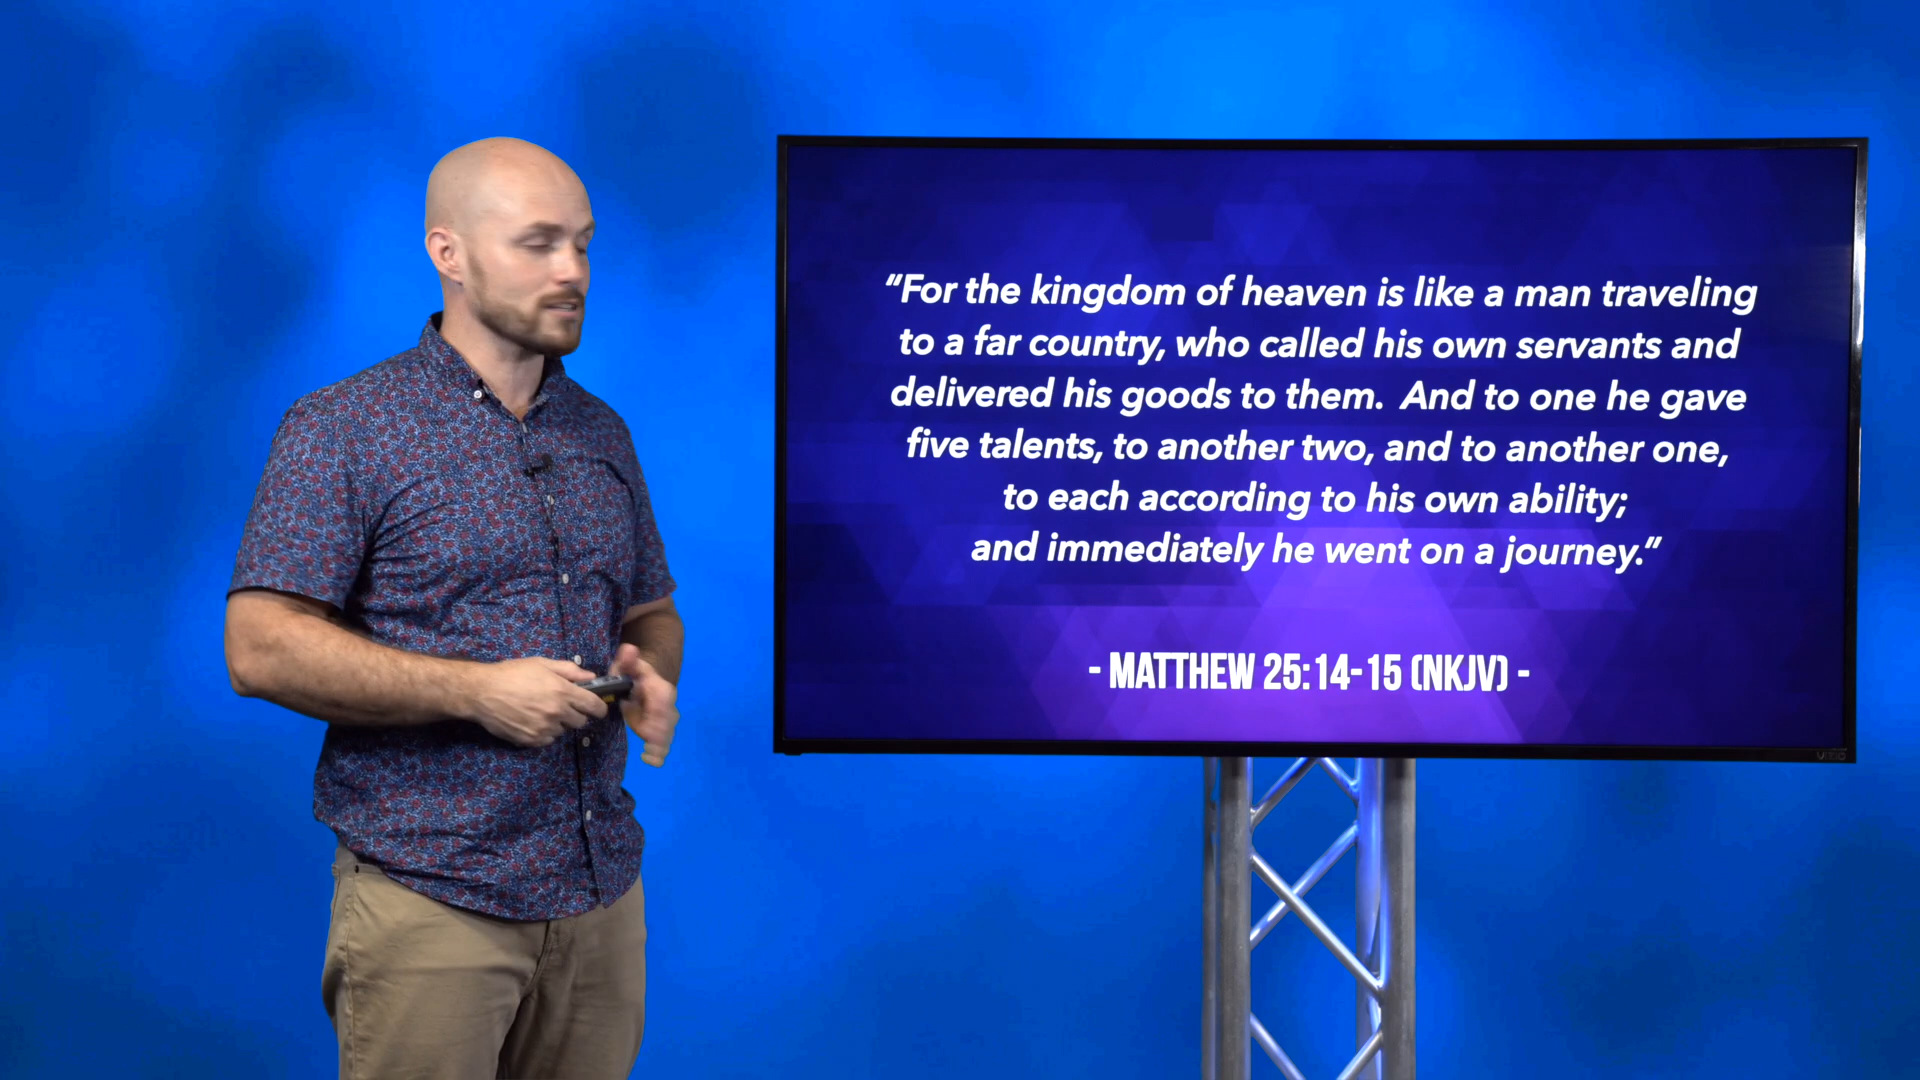 “For the kingdom of heaven is like a man traveling
to a far country, who called his own servants and
delivered his goods to them.  And to one he gave
five talents, to another two, and to another one,
to each according to his own ability;
and immediately he went on a journey.”
- MATTHEW 25:14-15 (NKJV) -
VIZIO